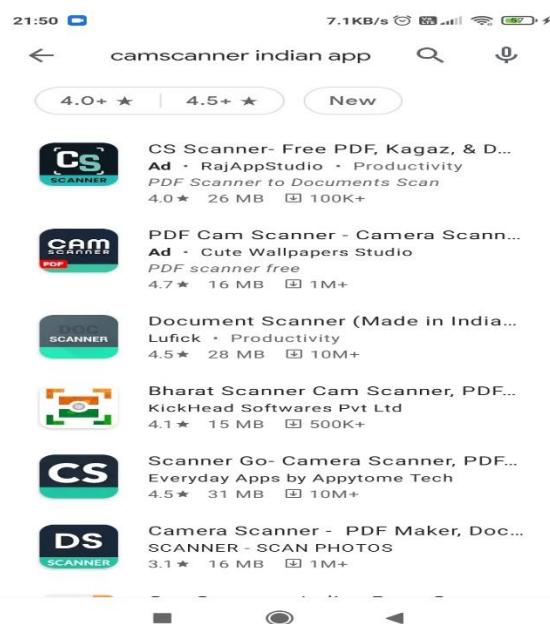 21:50 7.1KB/s 57
camscanner indian app
4.0+ ★ 4.5+ ★ New
CS SCANNER
CS Scanner- Free PDF, Kagaz, & D...
Ad • RajAppStudio • Productivity
PDF Scanner to Documents Scan
4.0★ 26 MB 100K+
CAM SCANNER PDF
PDF Cam Scanner - Camera Scann...
Ad • Cute Wallpapers Studio
PDF scanner free
4.7★ 16 MB 1M+
DOC SCANNER
Document Scanner (Made in India...
Lufick • Productivity
4.5★ 28 MB 10M+
Bharat Scanner Cam Scanner, PDF...
KickHead Softwares Pvt Ltd
4.1★ 15 MB 500K+
CS
Scanner Go- Camera Scanner, PDF...
Everyday Apps by Appytome Tech
4.5★ 31 MB 10M+
DS SCANNER
Camera Scanner - PDF Maker, Doc...
SCANNER - SCAN PHOTOS
3.1★ 16 MB 1M+